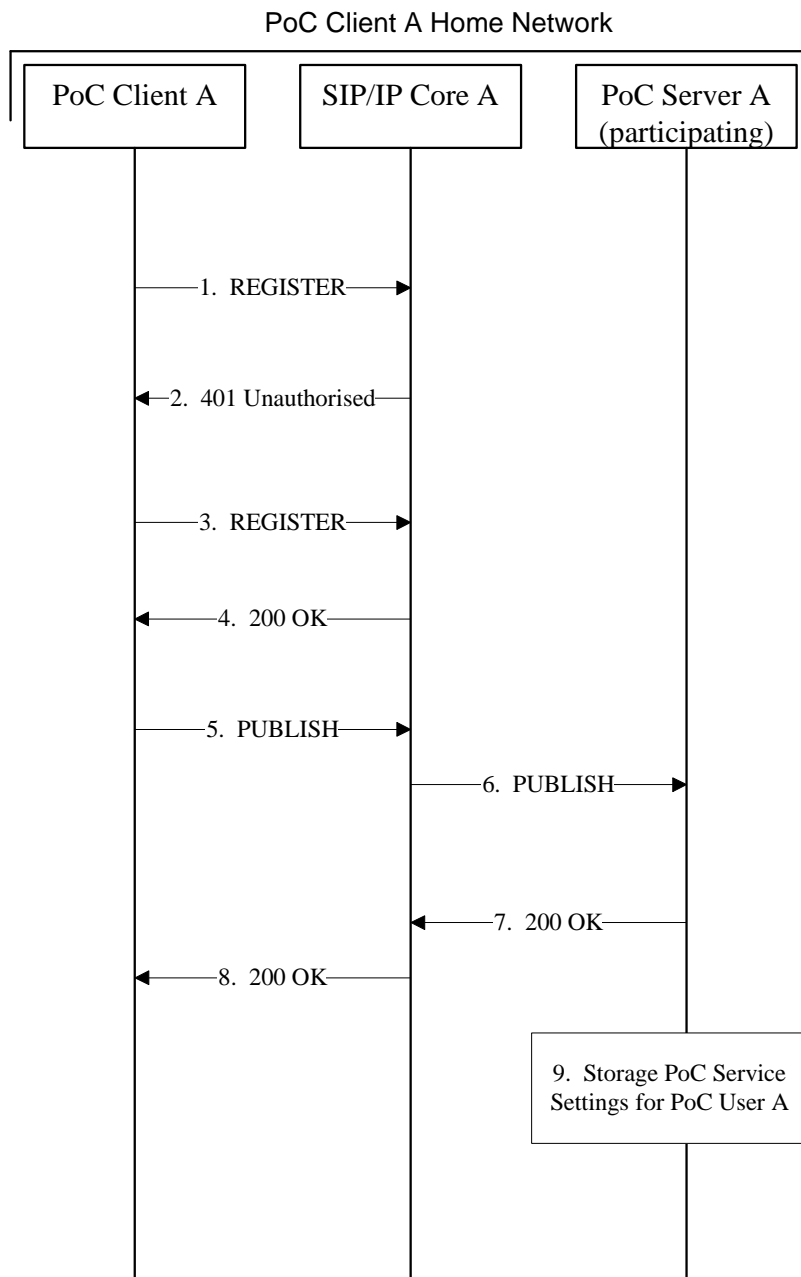 PoC Client A Home Network
PoC Client A
SIP/IP Core A
PoC Server A
(participating)
1. REGISTER
2. 401 Unauthorised
3. REGISTER
4. 200 OK
5. PUBLISH
6. PUBLISH
7. 200 OK
8. 200 OK
9. Storage PoC Service
Settings for PoC User A